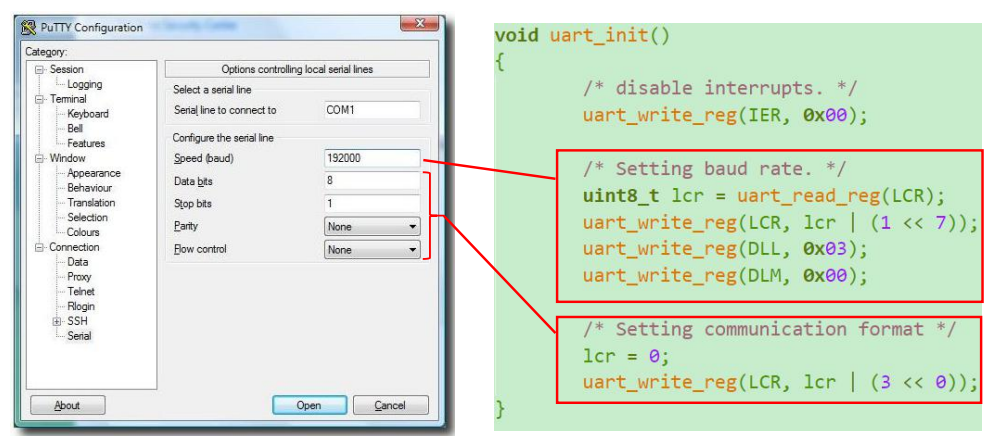 PuTTY Configuration
Category:
Session
Logging
Terminal
Keyboard
Bell
Features
Window
Appearance
Behaviour
Translation
Selection
Colours
Connection
Data
Proxy
Telnet
Rlogin
SSH
Serial
Options controlling local serial lines
Select a serial line
Serial line to connect to COM1
Configure the serial line
Speed (baud) 192000
Data bits 8
Stop bits 1
Parity None
Flow control None
About Open Cancel
void uart_init()
{
/* disable interrupts. */
uart_write_reg(IER, 0x00);
/* Setting baud rate. */
uint8_t lcr = uart_read_reg(LCR);
uart_write_reg(LCR, lcr | (1 << 7));
uart_write_reg(DLL, 0x03);
uart_write_reg(DLM, 0x00);
/* Setting communication format */
lcr = 0;
uart_write_reg(LCR, lcr | (3 << 0));
}